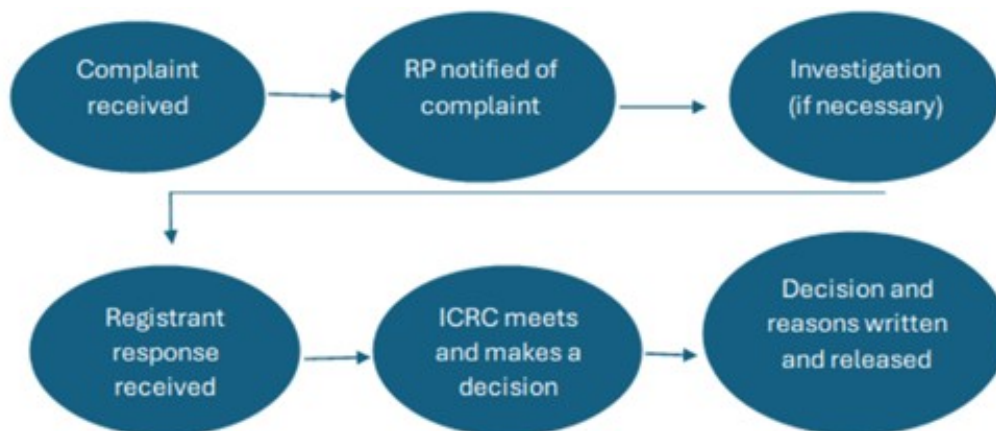 Complaint
received
RP notified of
complaint
Investigation
(if necessary)
Registrant
response
received
ICRC meets
and makes a
decision
Decision and
reasons written
and released